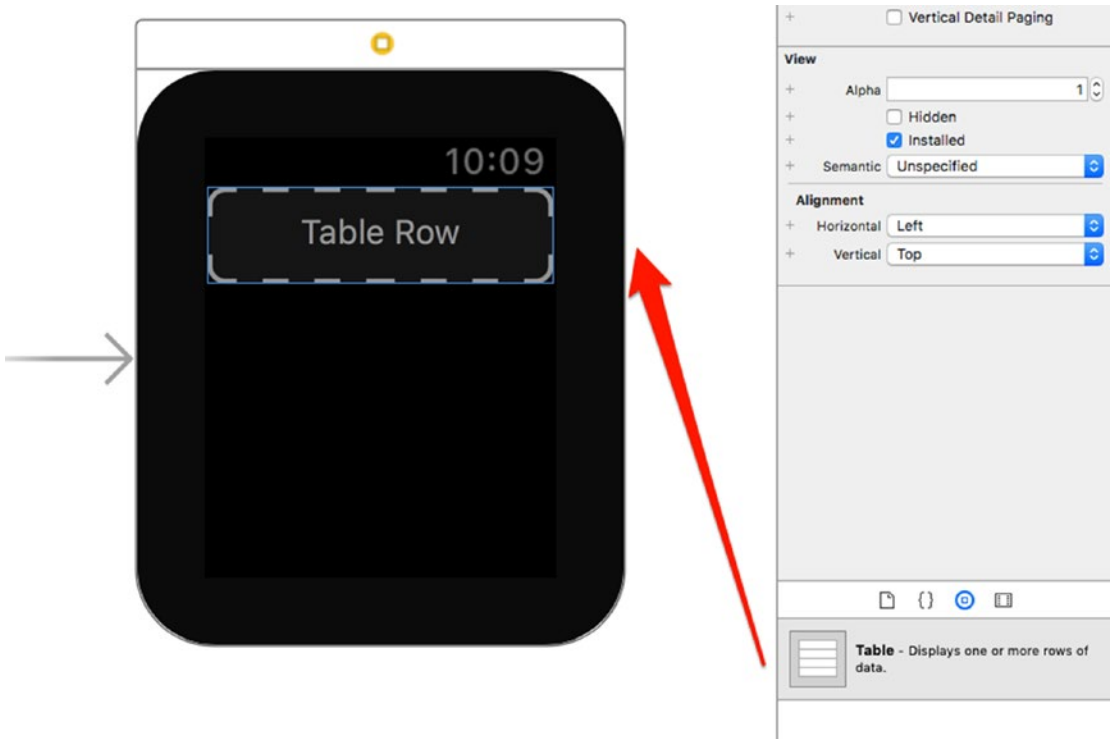 10:09
Table Row
Vertical Detail Paging
View
Alpha 1
Hidden
Installed
Semantic Unspecified
Alignment
Horizontal Left
Vertical Top
Table - Displays one or more rows of
data.